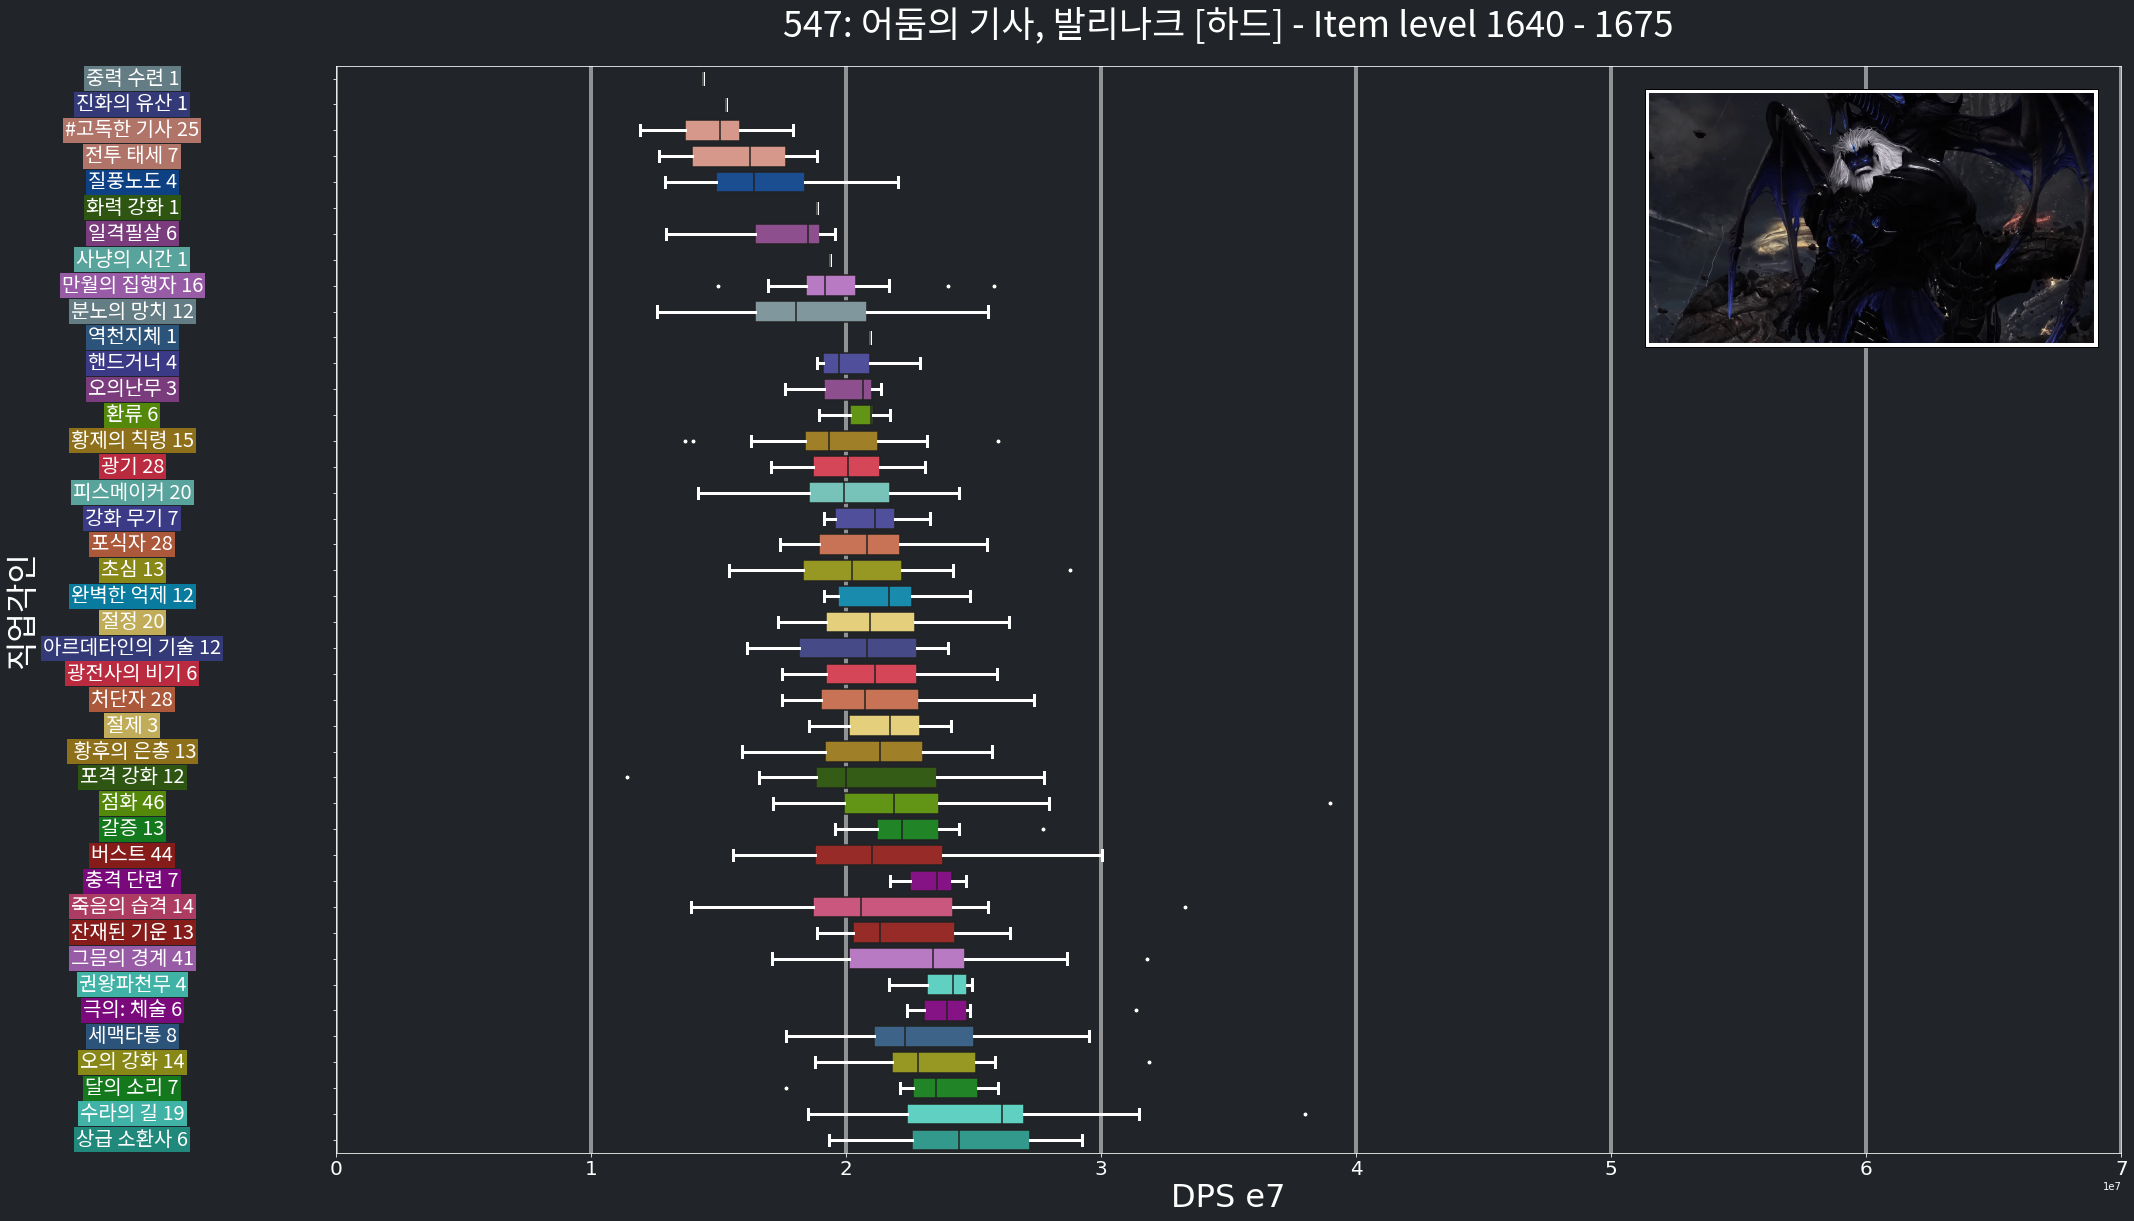 547: 어둠의 기사, 발리나크 [하드] - Item level 1640 - 1675
중력 수련 1
진화의 유산 1
#고독한 기사 25
전투 태세 7
질풍노도 4
화력 강화 1
일격필살 6
사냥의 시간 1
만월의 집행자 16
분노의 망치 12
역천지체 1
핸드거너 4
오의난무 3
환류 6
황제의 칙령 15
광기 28
피스메이커 20
강화 무기 7
포식자 28
초심 13
완벽한 억제 12
절정 20
아르데타인의 기술 12
광전사의 비기 6
처단자 28
절제 3
황후의 은총 13
포격 강화 12
점화 46
갈증 13
버스트 44
충격 단련 7
죽음의 습격 14
잔재된 기운 13
그믐의 경계 41
권왕파천무 4
극의: 체술 6
세맥타통 8
오의 강화 14
달의 소리 7
수라의 길 19
상급 소환사 6
직업각인
0 1 2 3 4 5 6 7
1e7
DPS e7